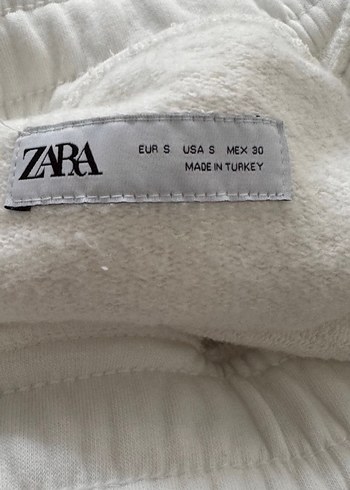 ZARA
EUR S USA S MEX 30
MADE IN TURKEY